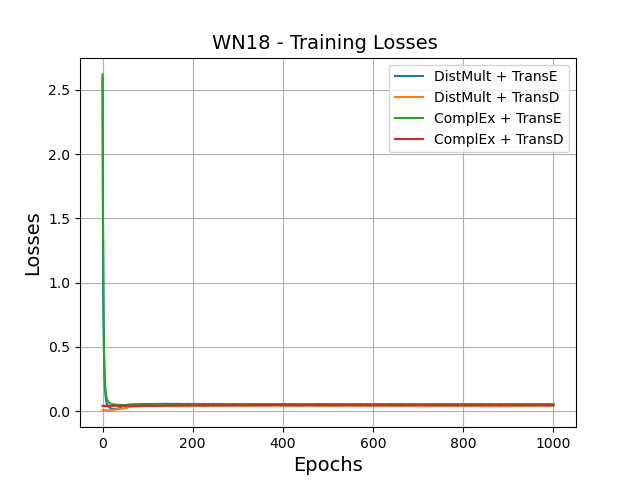 WN18 - Training Losses
DistMult + TransE
DistMult + TransD
ComplEx + TransE
ComplEx + TransD
Losses
2.5
2.0
1.5
1.0
0.5
0.0
0 200 400 600 800 1000
Epochs